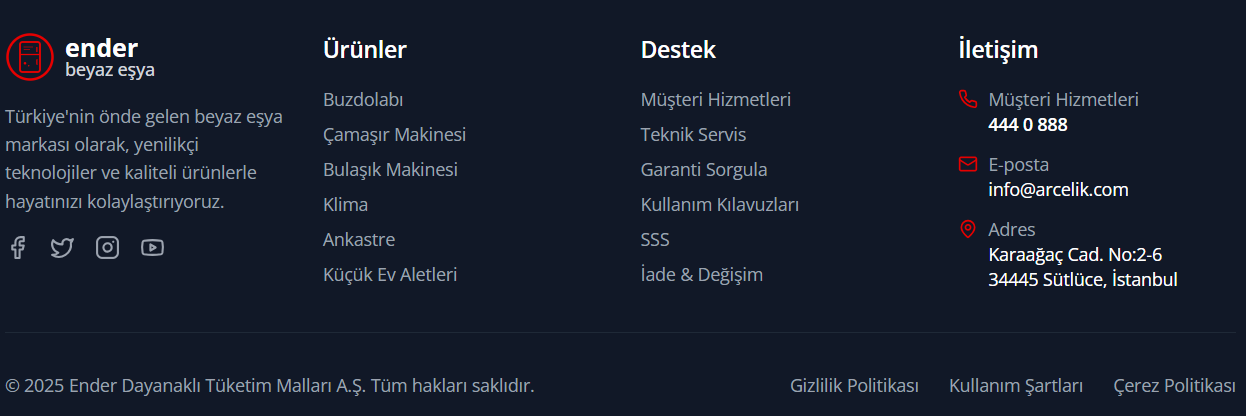 ender
beyaz eşya
Türkiye'nin önde gelen beyaz eşya
markası olarak, yenilikçi
teknolojiler ve kaliteli ürünlerle
hayatınızı kolaylaştırıyoruz.
Ürünler
Buzdolabı
Çamaşır Makinesi
Bulaşık Makinesi
Klima
Ankastre
Küçük Ev Aletleri
Destek
Müşteri Hizmetleri
Teknik Servis
Garanti Sorgula
Kullanım Kılavuzları
SSS
İade & Değişim
İletişim
Müşteri Hizmetleri
444 0 888
E-posta
info@arcelik.com
Adres
Karaağaç Cad. No:2-6
34445 Sütlüce, İstanbul
© 2025 Ender Dayanaklı Tüketim Malları A.Ş. Tüm hakları saklıdır.
Gizlilik Politikası
Kullanım Şartları
Çerez Politikası